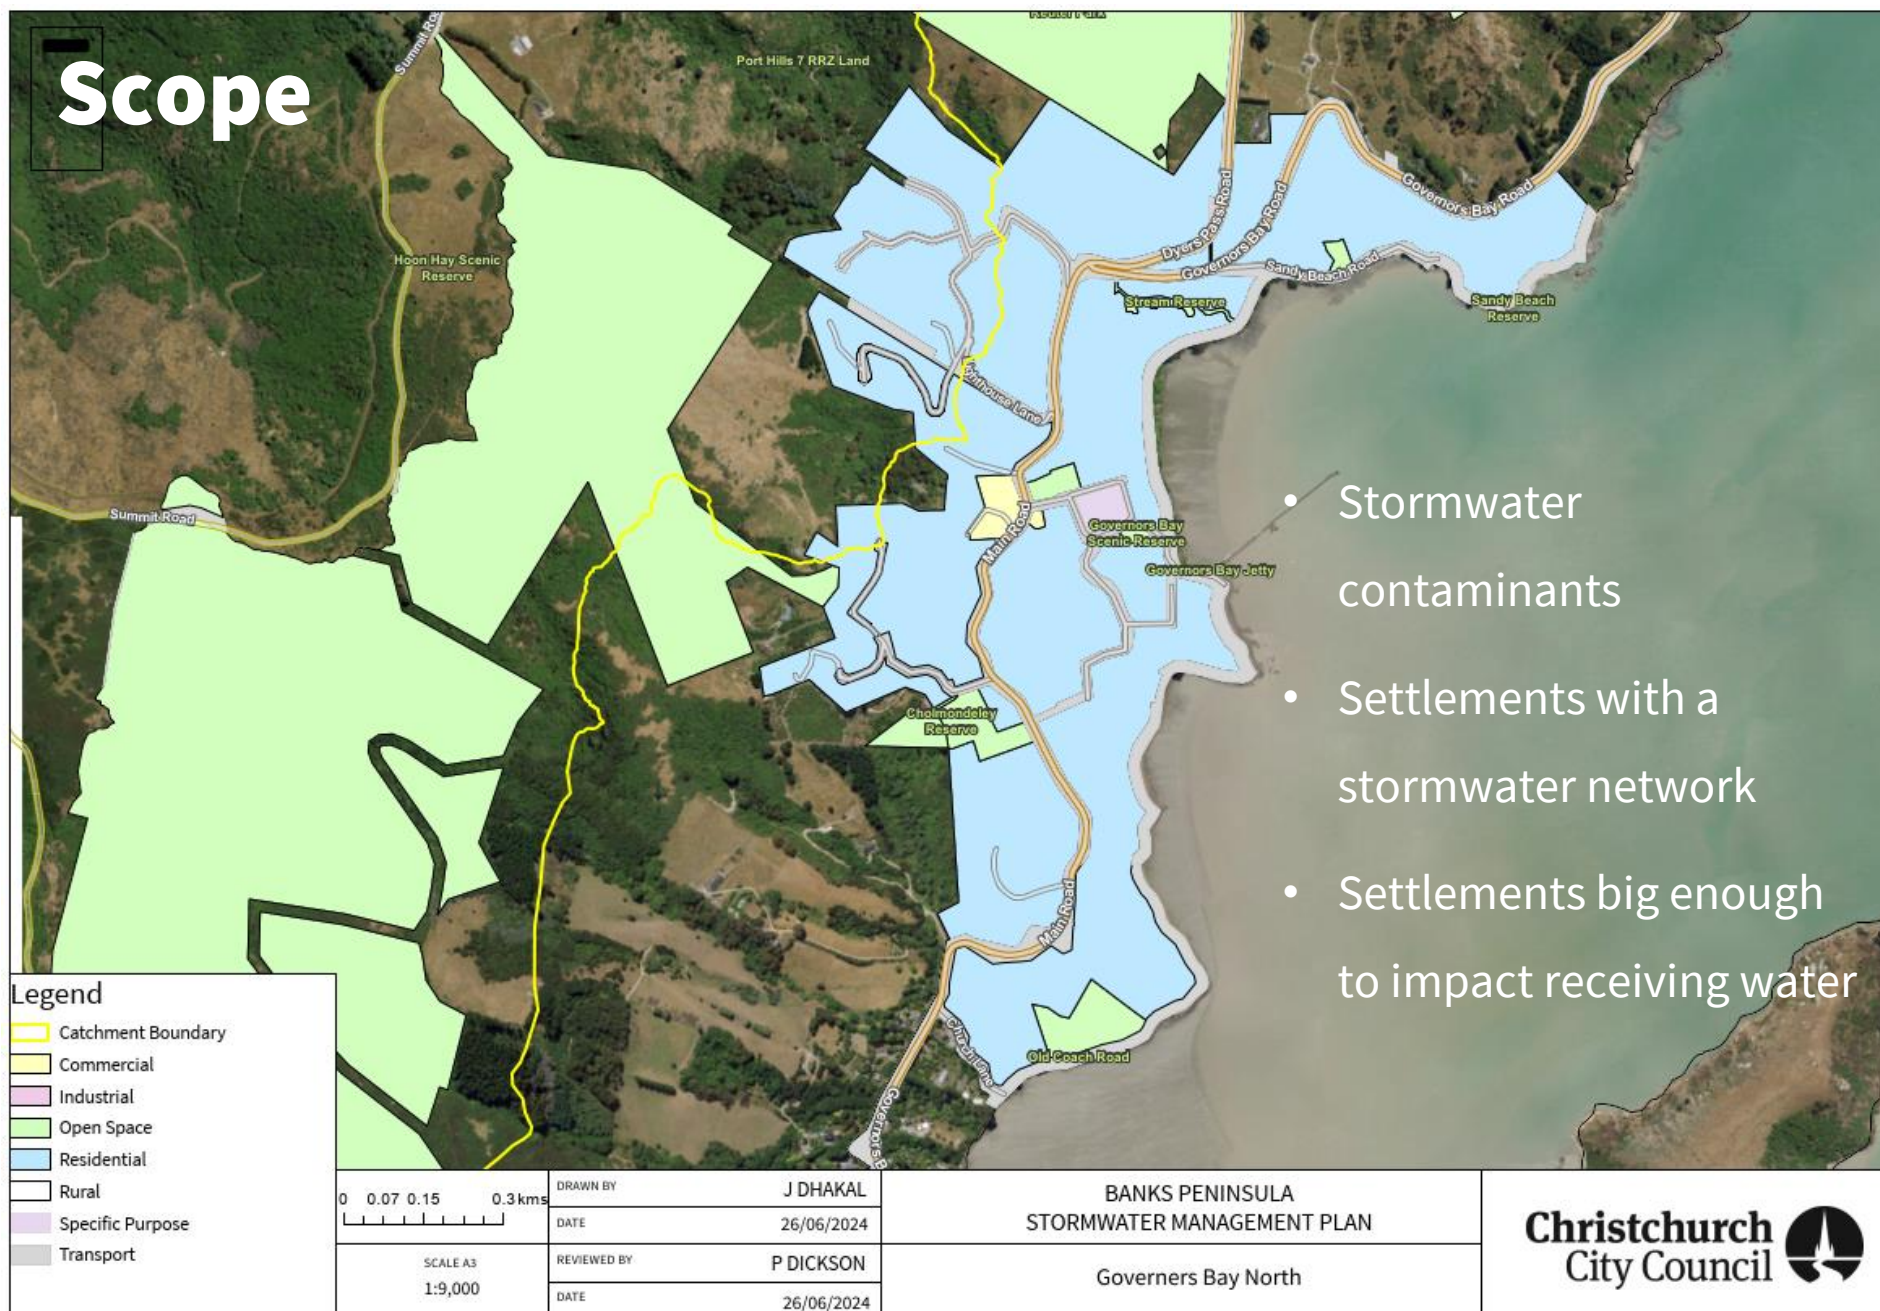 Scope
Reuter Park
Summit Roa
Port Hills 7 RRZ Land
Hoon Hay Scenic
Reserve
Governors Bay Road
Dyers Pass Road
Governors Bay Road
Sandy Beach Road
Stream Reserve
Sandy Beach
Reserve
hthouse Lane
Summit Road
Main Road
Governors Bay
Scenic Reserve
Governors Bay Jetty
Cholmondeley
Reserve
Main Road
Church Lane
Old Coach Road
Governors B
• Stormwater
contaminants
• Settlements with a
stormwater network
• Settlements big enough
to impact receiving water
Legend
Catchment Boundary
Commercial
Industrial
Open Space
Residential
Rural
Specific Purpose
Transport
0 0.07 0.15 0.3 kms
SCALE A3
1:9,000
DRAWN BY J DHAKAL
DATE 26/06/2024
REVIEWED BY P DICKSON
DATE 26/06/2024
BANKS PENINSULA
STORMWATER MANAGEMENT PLAN
Governers Bay North
Christchurch
City Council